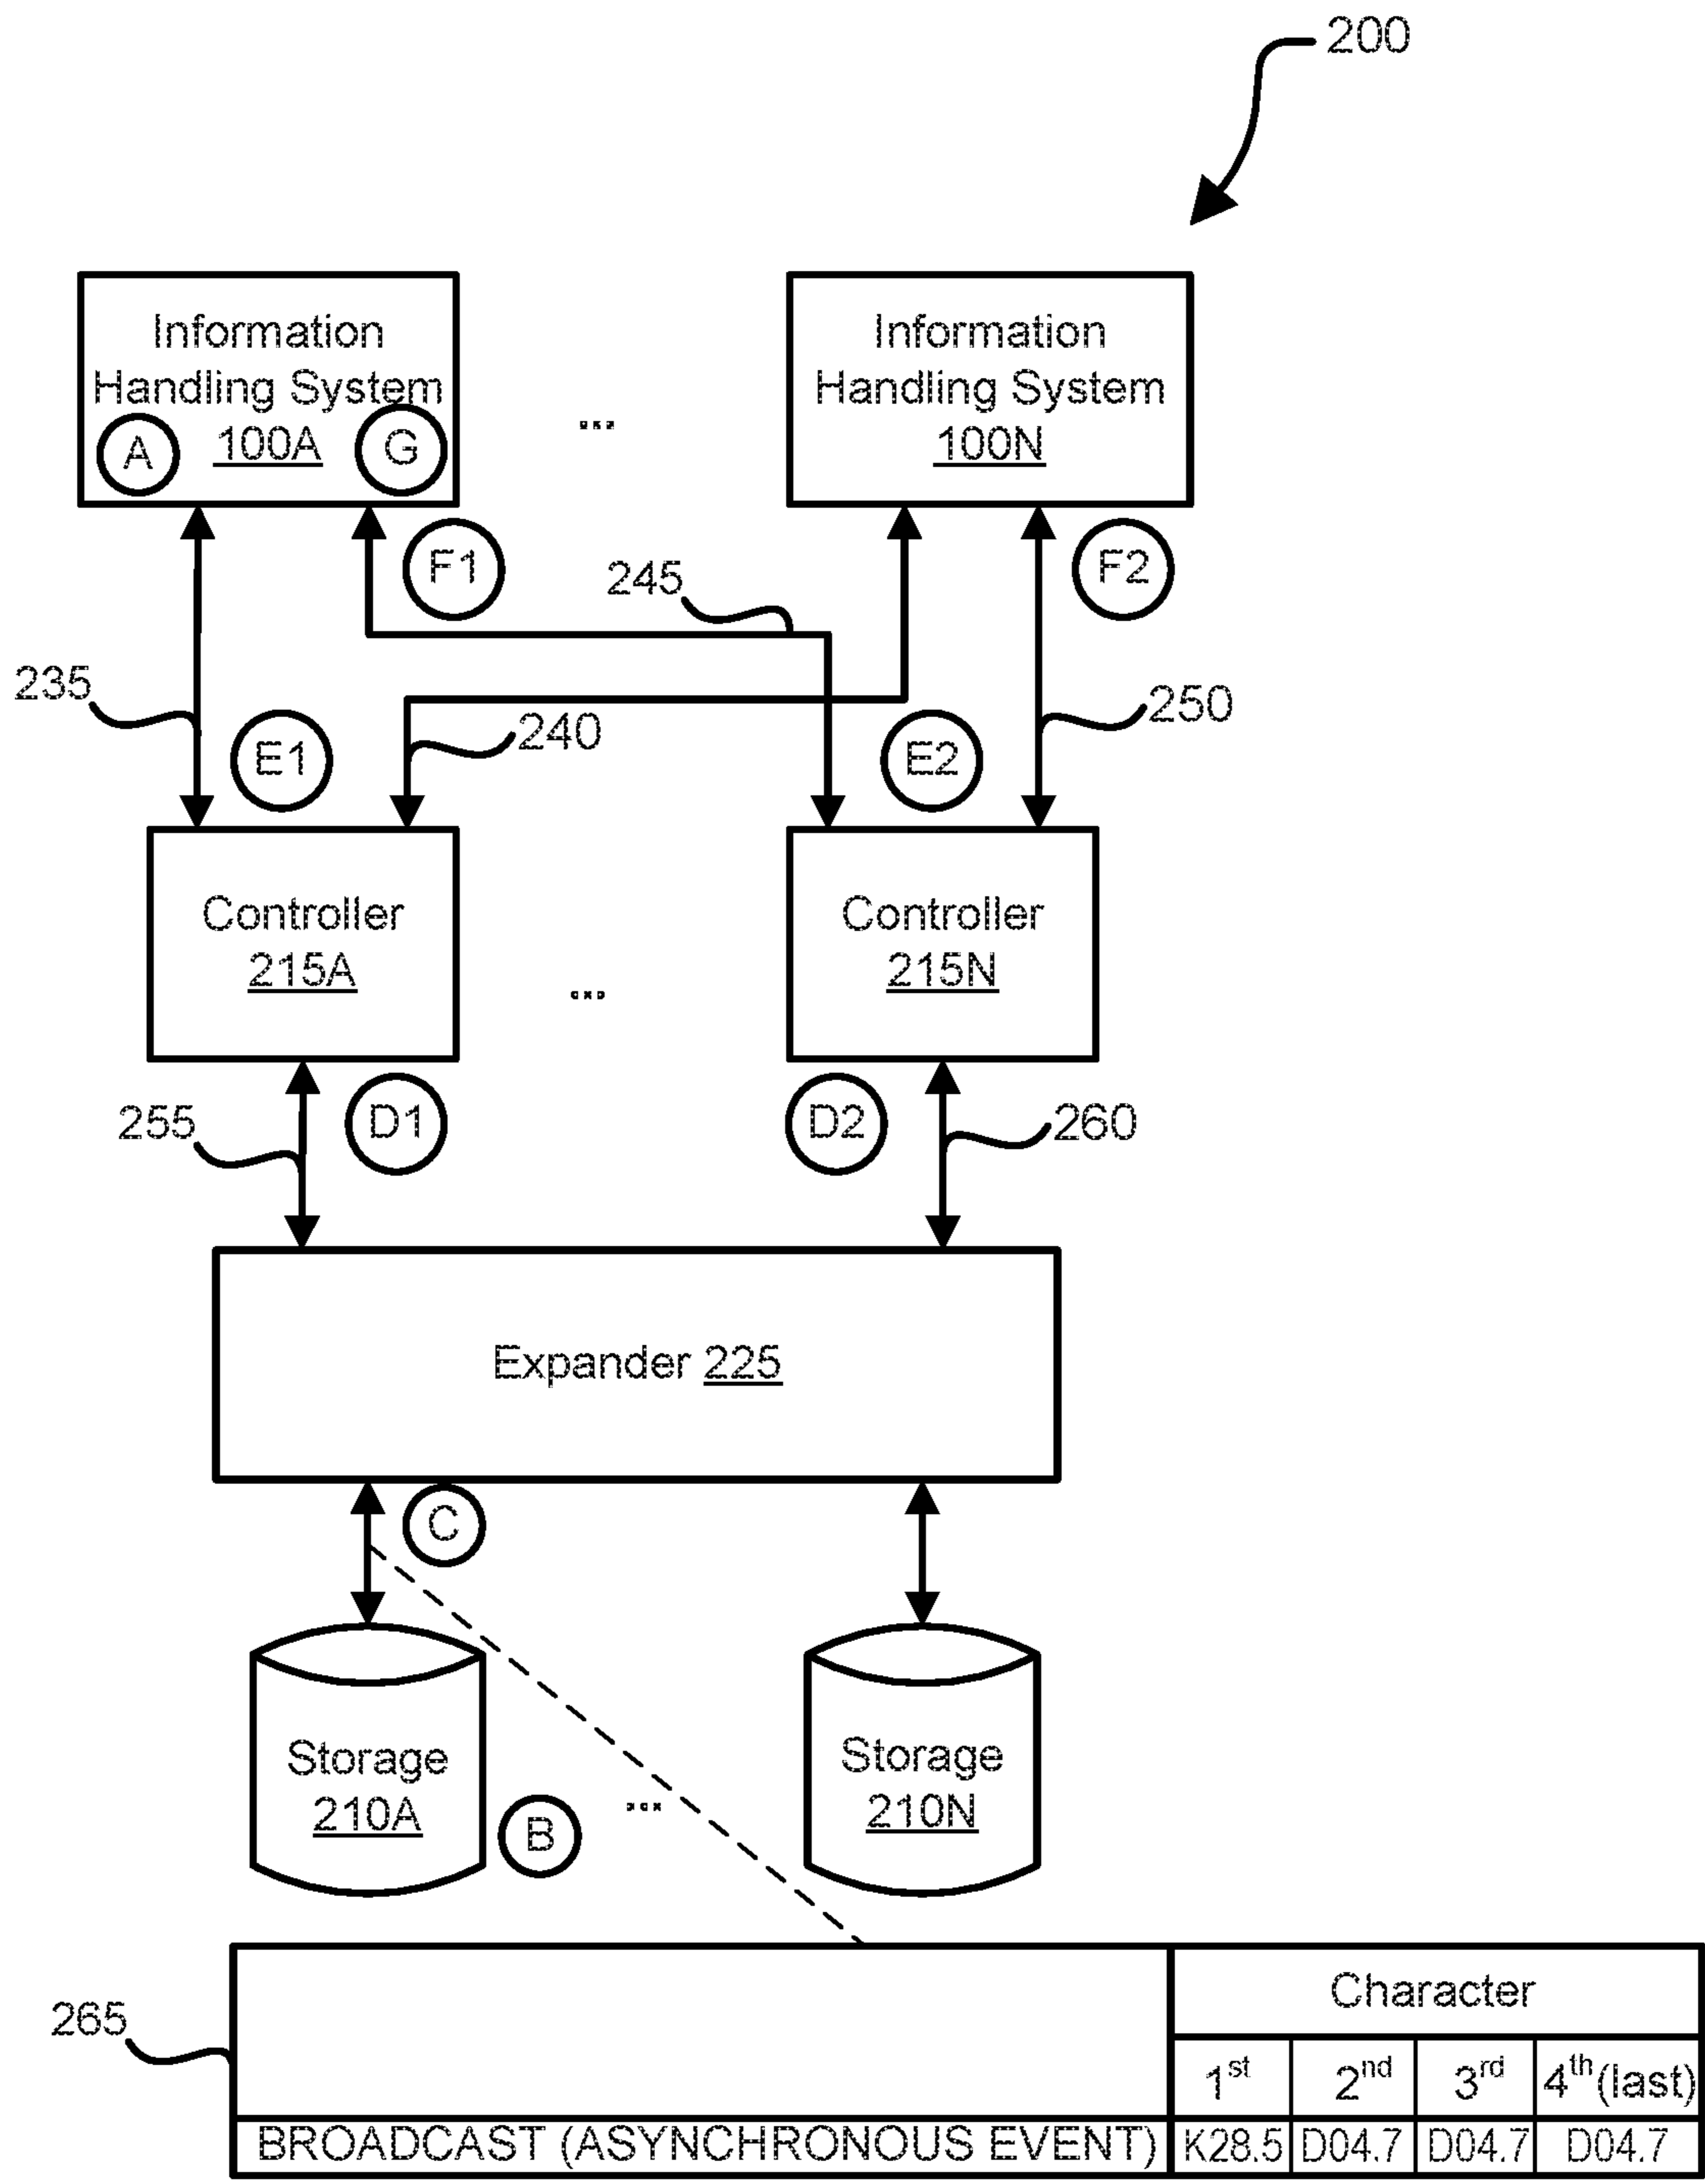 200
Information
Handling System
100A
A
G
...
Information
Handling System
100N
F1
F2
245
235
250
240
E1
E2
Controller
215A
...
Controller
215N
D1
D2
255
260
Expander 225
C
Storage
210A
B
...
Storage
210N
265
Character
1st 2nd 3rd 4th(last)
BROADCAST (ASYNCHRONOUS EVENT) K28.5 D04.7 D04.7 D04.7